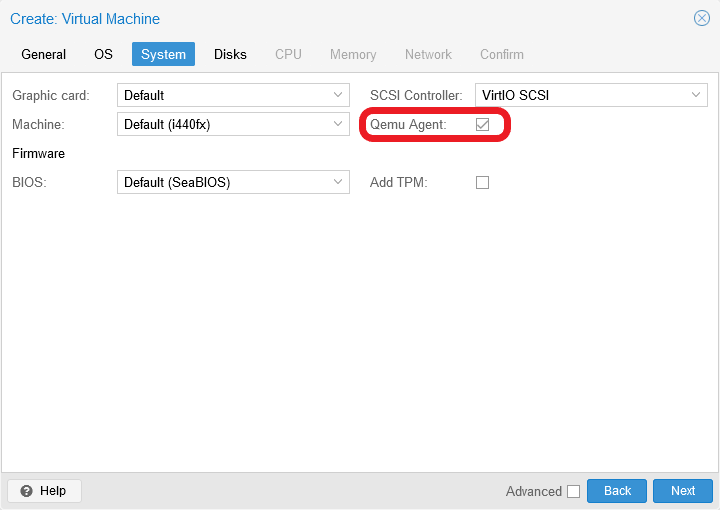 Create: Virtual Machine
General OS System Disks CPU Memory Network Confirm
Graphic card: Default SCSI Controller: VirtIO SCSI
Machine: Default (i440fx) Qemu Agent:
Firmware
BIOS: Default (SeaBIOS) Add TPM:
? Help Advanced Back Next